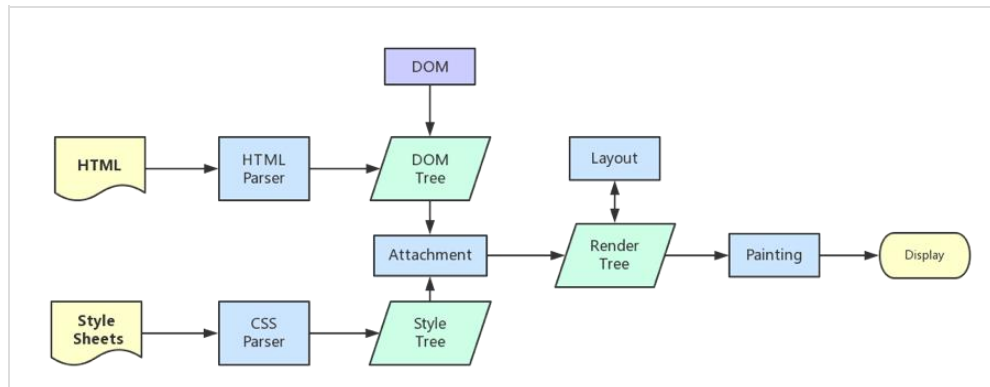 DOM
HTML
HTML
Parser
DOM
Tree
Layout
Attachment
Render
Tree
Painting
Display
Style
Sheets
CSS
Parser
Style
Tree